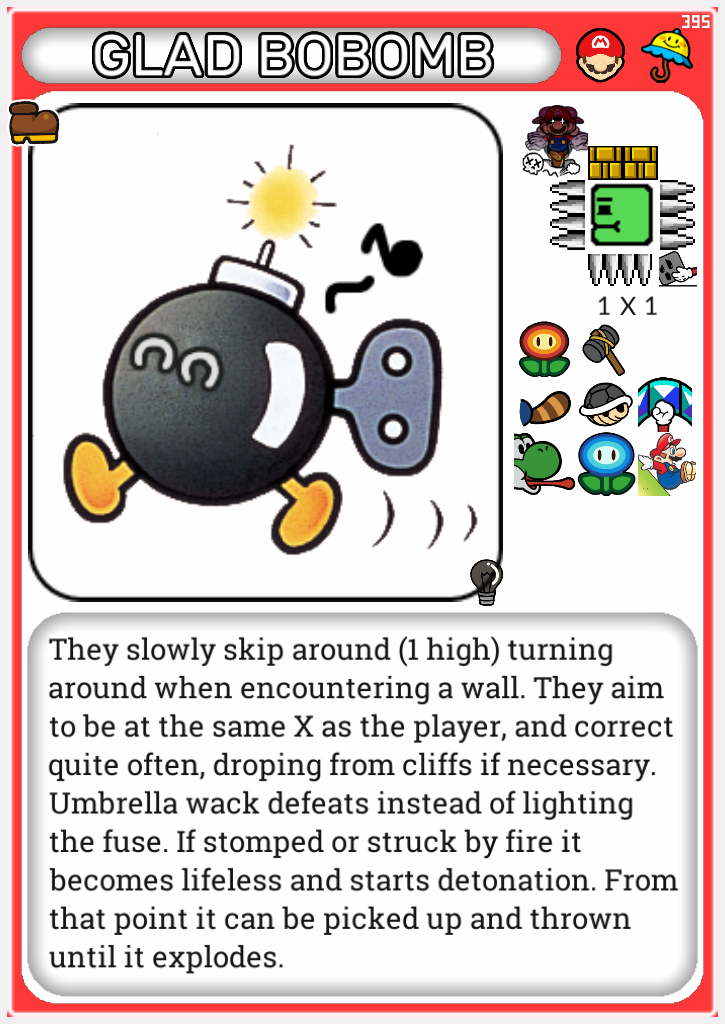 395
GLAD BOBOMB
1 X 1
They slowly skip around (1 high) turning
around when encountering a wall. They aim
to be at the same X as the player, and correct
quite often, droping from cliffs if necessary.
Umbrella wack defeats instead of lighting
the fuse. If stomped or struck by fire it
becomes lifeless and starts detonation. From
that point it can be picked up and thrown
until it explodes.